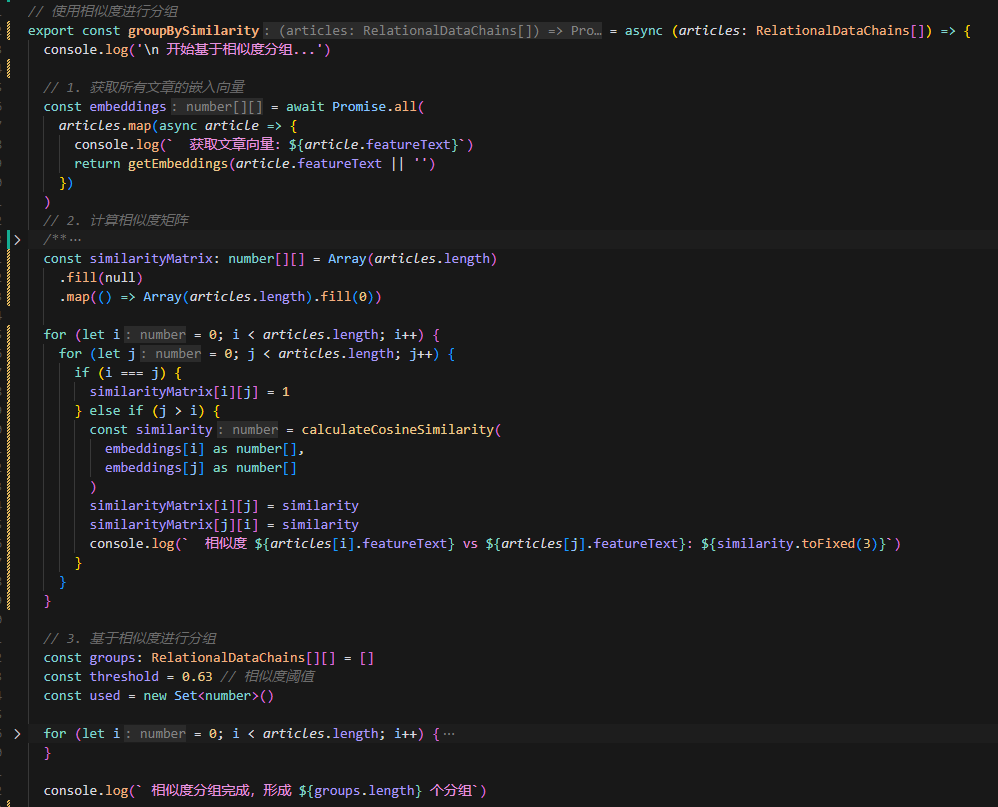 // 使用相似度进行分组
export const groupBySimilarity : (articles: RelationalDataChains[]) => Pro… = async (articles: RelationalDataChains[]) => {
  console.log('\n 开始基于相似度分组...')

  // 1. 获取所有文章的嵌入向量
  const embeddings : number[][] = await Promise.all(
    articles.map(async article => {
      console.log(`  获取文章向量: ${article.featureText}`)
      return getEmbeddings(article.featureText || '')
    })
  )
  // 2. 计算相似度矩阵
  /** ⋯
  const similarityMatrix: number[][] = Array(articles.length)
    .fill(null)
    .map(() => Array(articles.length).fill(0))

  for (let i : number = 0; i < articles.length; i++) {
    for (let j : number = 0; j < articles.length; j++) {
      if (i === j) {
        similarityMatrix[i][j] = 1
      } else if (j > i) {
        const similarity : number = calculateCosineSimilarity(
          embeddings[i] as number[],
          embeddings[j] as number[]
        )
        similarityMatrix[i][j] = similarity
        similarityMatrix[j][i] = similarity
        console.log(`  相似度 ${articles[i].featureText} vs ${articles[j].featureText}: ${similarity.toFixed(3)}`)
      }
    }
  }

  // 3. 基于相似度进行分组
  const groups: RelationalDataChains[][] = []
  const threshold = 0.63 // 相似度阈值
  const used = new Set<number>()

  for (let i : number = 0; i < articles.length; i++) { ⋯
  }

  console.log(` 相似度分组完成，形成 ${groups.length} 个分组`)